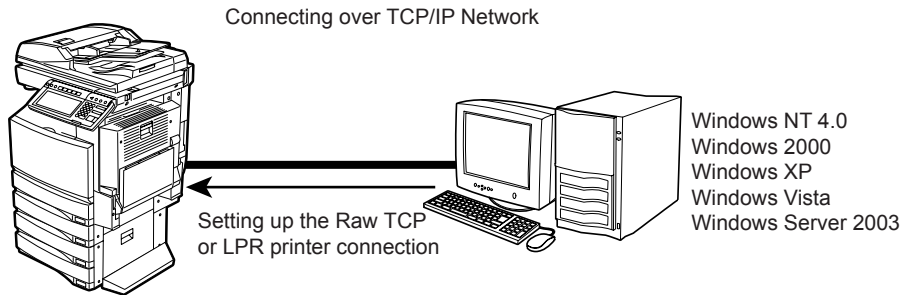 Connecting over TCP/IP Network
Windows NT 4.0
Windows 2000
Windows XP
Windows Vista
Windows Server 2003
Setting up the Raw TCP
or LPR printer connection